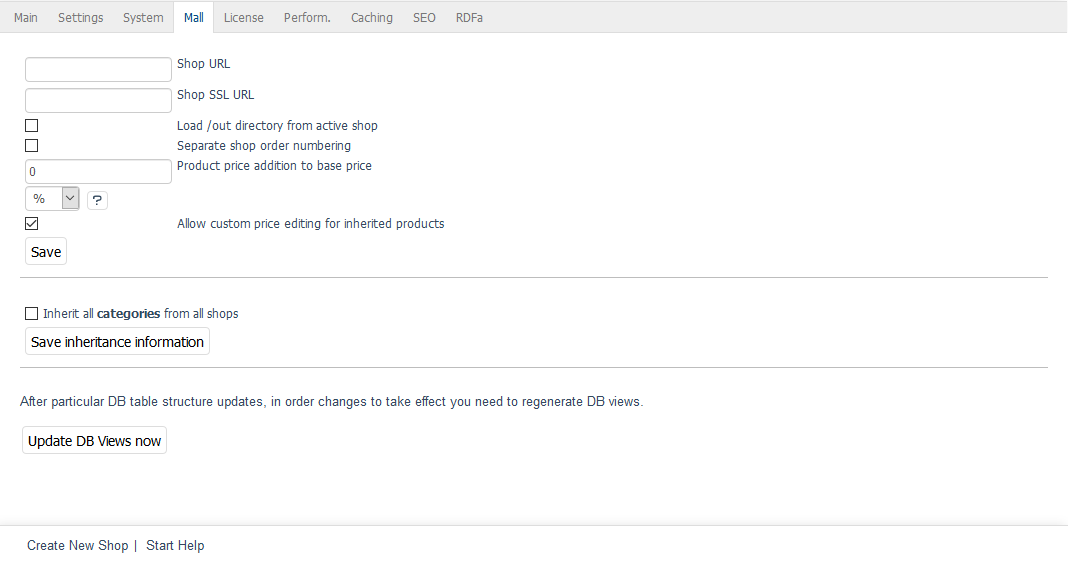 Main Settings System Mall License Perform. Caching SEO RDFa
Shop URL
Shop SSL URL
Load /out directory from active shop
Separate shop order numbering
0 Product price addition to base price
% ?
Allow custom price editing for inherited products
Save
Inherit all categories from all shops
Save inheritance information
After particular DB table structure updates, in order changes to take effect you need to regenerate DB views.
Update DB Views now
Create New Shop | Start Help